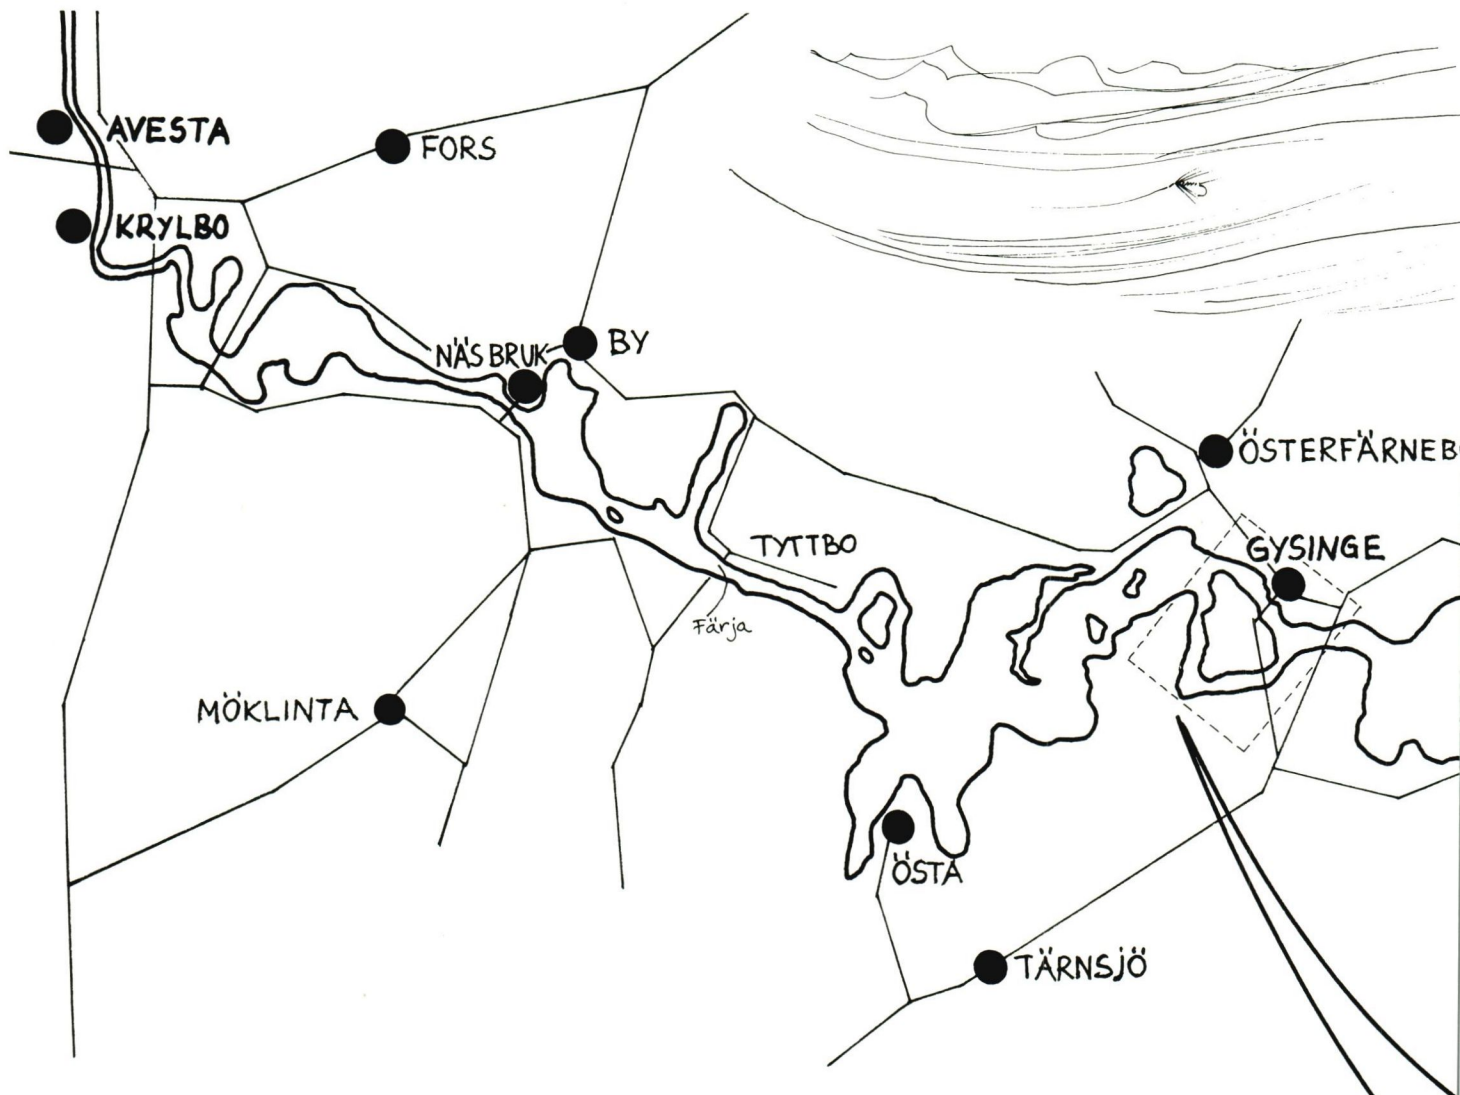 AVESTA
FORS
KRYLBO
NÄS BRUK
BY
ÖSTERFÄRNEB
GYSINGE
TYTTBO
Färja
MÖKLINTA
ÖSTA
TÄRNSJÖ